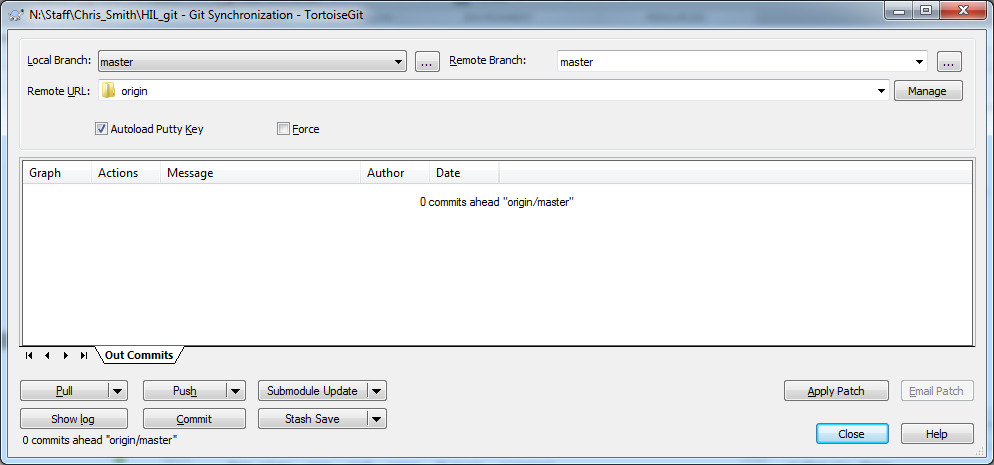 N:\Staff\Chris_Smith\HIL_git - Git Synchronization - TortoiseGit
Local Branch: master ... Remote Branch: master ...
Remote URL: origin Manage
Autoload Putty Key Force
Graph Actions Message Author Date
0 commits ahead "origin/master"
Out Commits
Pull Push Submodule Update Apply Patch Email Patch
Show log Commit Stash Save
0 commits ahead "origin/master"
Close Help